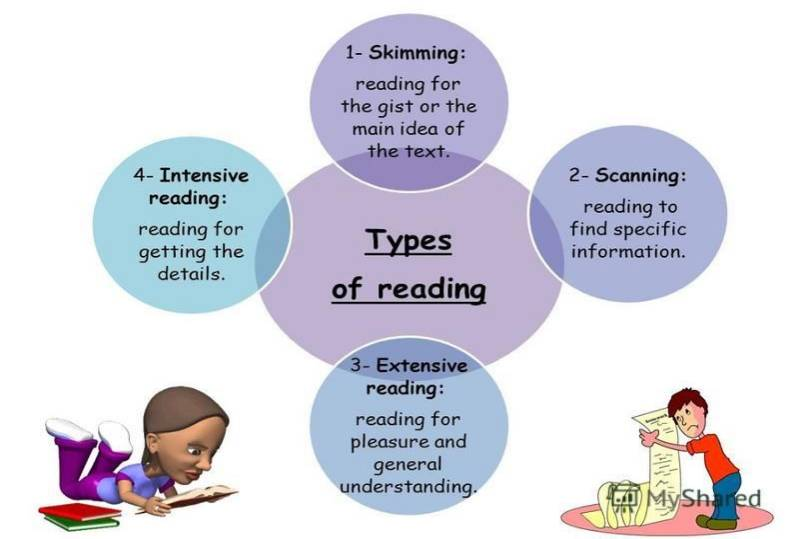 1- Skimming:
reading for
the gist or the
main idea of
the text.
4- Intensive
reading:
reading for
getting the
details.
2- Scanning:
reading to
find specific
information.
Types
of reading
3- Extensive
reading:
reading for
pleasure and
general
understanding.
MyShared